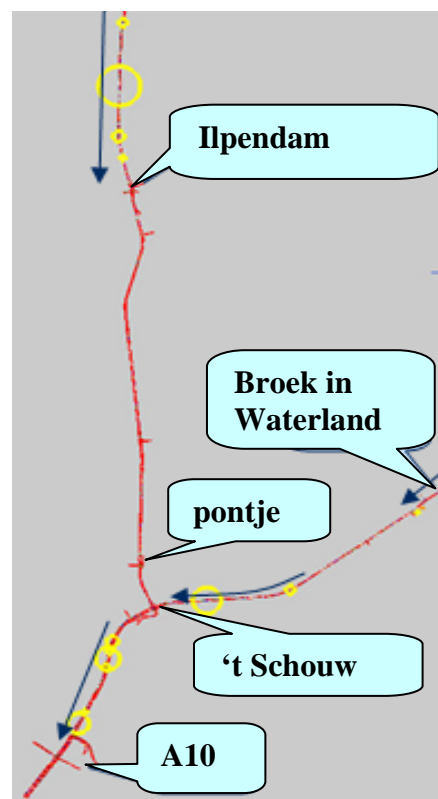 Ilpendam
Broek in
Waterland
pontje
‘t Schouw
A10